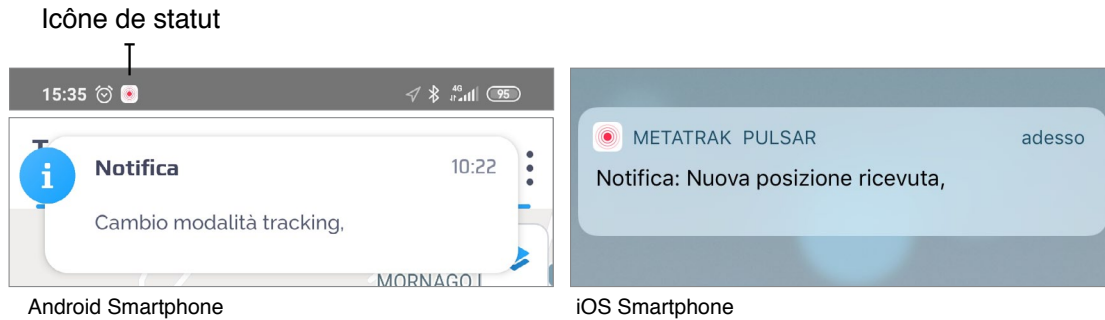 Icône de statut
15:35
4G
95
Notifica
10:22
i
Cambio modalità tracking,
MORNAGO
Android Smartphone
METATRAK PULSAR
adesso
Notifica: Nuova posizione ricevuta,
iOS Smartphone